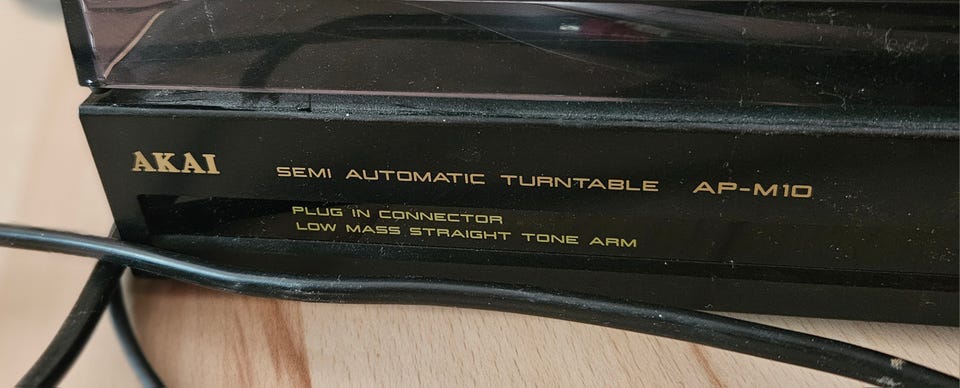 AKAI SEMI AUTOMATIC TURNTABLE AP-M10
PLUG IN CONNECTOR
LOW MASS STRAIGHT TONE ARM